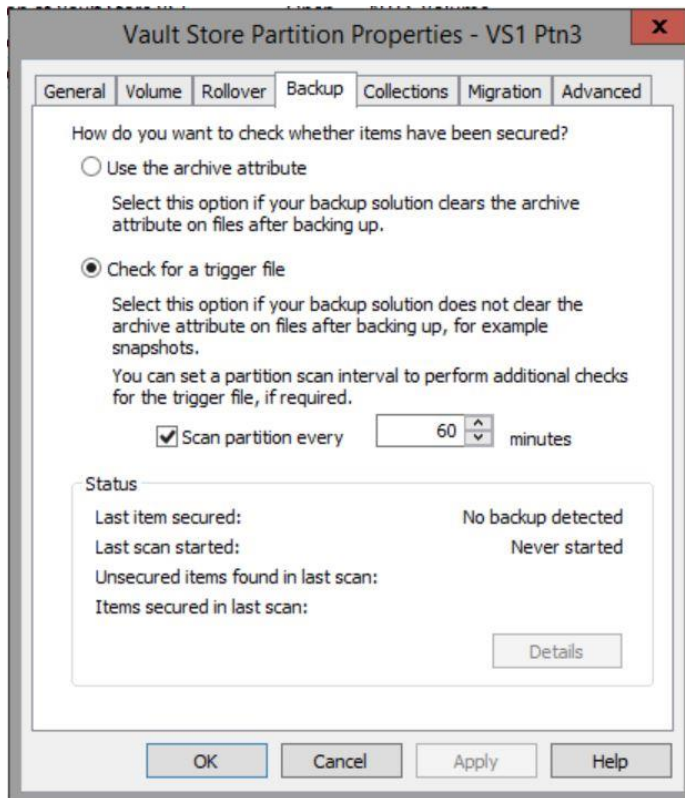 Vault Store Partition Properties - VS1 Ptn3
x
General Volume Rollover Backup Collections Migration Advanced
How do you want to check whether items have been secured?
Use the archive attribute
Select this option if your backup solution clears the archive
attribute on files after backing up.
Check for a trigger file
Select this option if your backup solution does not clear the
archive attribute on files after backing up, for example
snapshots.
You can set a partition scan interval to perform additional checks
for the trigger file, if required.
Scan partition every 60 minutes
Status
Last item secured: No backup detected
Last scan started: Never started
Unsecured items found in last scan:
Items secured in last scan:
Details
OK Cancel Apply Help